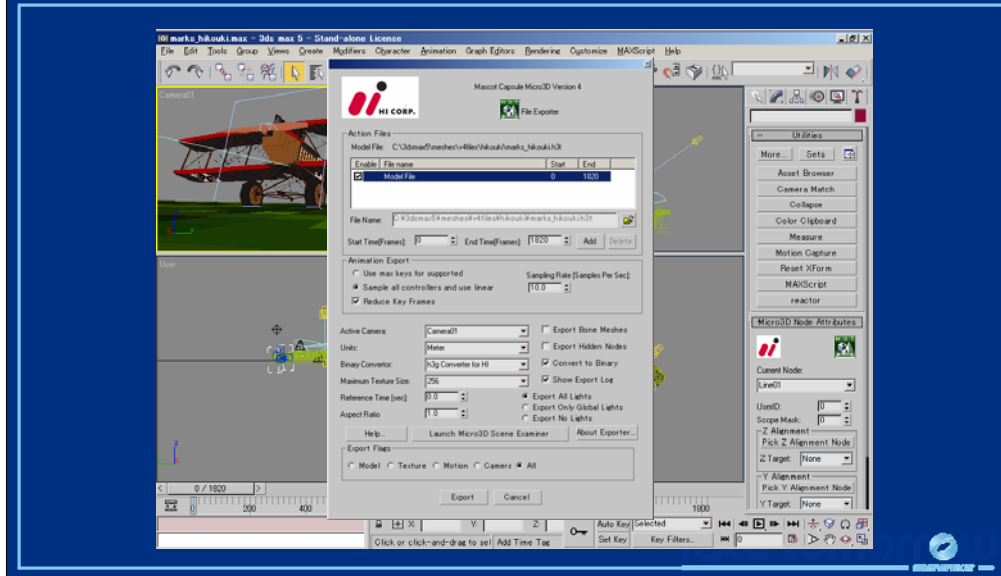 marks_hikouki.max - 3ds max 5 - Stand-alone License
File Edit Tools Group Views Create Modifiers Character Animation Graph Editors Rendering Customize MAXScript Help
Camera01
HI CORP.
Mascot Capsule Micro3D Version 4
File Exporter
Action Files
Model File: C:\3dsmax5\meshes\v4files\hikouki\marks_hikouki.h3t
Enable File name Start End
Model File 0 1820
File Name: C:¥3dsmax5¥meshes¥v4files¥hikouki¥marks_hikouki.h3t
Start Time(Frames): 0 End Time(Frames): 1820 Add Delete
Animation Export
Use max keys for supported
Sample all controllers and use linear
Reduce Key Frames
Sampling Rate (Samples Per Sec):
10.0
Active Camera: Camera01 Export Bone Meshes
Units: Meter Export Hidden Nodes
Binary Convertor: h3g Converter for HI Convert to Binary
Maximum Texture Size: 256 Show Export Log
Reference Time (sec): 0.0 Export All Lights
Export Only Global Lights
Aspect Ratio 1.0 Export No Lights
Help... Launch Micro3D Scene Examiner About Exporter...
Export Flags
Model Texture Motion Camera All
Export Cancel
Utilities
More... Sets
Asset Browser
Camera Match
Collapse
Color Clipboard
Measure
Motion Capture
Reset XForm
MAXScript
reactor
Micro3D Node Attributes
Current Node:
Line01
UserID: 0
Scope Mask: 0
Z Alignment
Pick Z Alignment Node
Z Target: None
Y Alignment
Pick Y Alignment Node
Y Target: None
User
0 / 1820
0 200 400 1800
X: Y: Z: Auto Key Selected
Click or click-and-drag to sel Add Time Tag Set Key Key Filters... 0